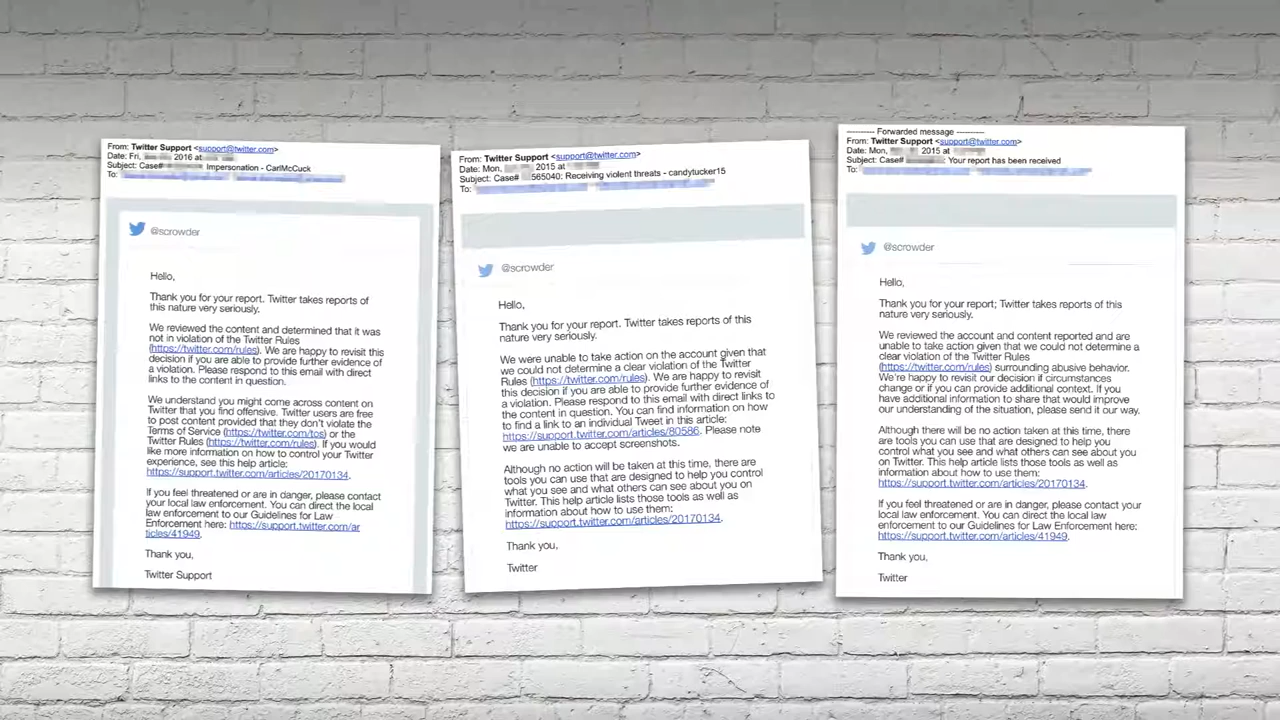 From: Twitter Support <support@twitter.com>
Date: Fri, 2016 at
Subject: Case# Impersonation - CarlMcCuck
To:
@scrowder
Hello,
Thank you for your report. Twitter takes reports of
this nature very seriously.
We reviewed the content and determined that it was
not in violation of the Twitter Rules
(https://twitter.com/rules). We are happy to revisit this
decision if you are able to provide further evidence of
a violation. Please respond to this email with direct
links to the content in question.
We understand you might come across content on
Twitter that you find offensive. Twitter users are free
to post content provided that they don't violate the
Terms of Service (https://twitter.com/tos) or the
Twitter Rules (https://twitter.com/rules). If you would
like more information on how to control your Twitter
experience, see this help article:
https://support.twitter.com/articles/20170134.
If you feel threatened or are in danger, please contact
your local law enforcement. You can direct the local
law enforcement to our Guidelines for Law
Enforcement here: https://support.twitter.com/ar
ticles/41949.
Thank you,
Twitter Support
From: Twitter Support <support@twitter.com>
Date: Mon, 2015 at
Subject: Case# 565040: Receiving violent threats - candytucker15
To:
@scrowder
Hello,
Thank you for your report. Twitter takes reports of this
nature very seriously.
We were unable to take action on the account given that
we could not determine a clear violation of the Twitter
Rules (https://twitter.com/rules). We are happy to revisit
this decision if you are able to provide further evidence of
a violation. Please respond to this email with direct links to
the content in question. You can find information on how
to find a link to an individual Tweet in this article:
https://support.twitter.com/articles/80586. Please note
we are unable to accept screenshots.
Although no action will be taken at this time, there are
tools you can use that are designed to help you control
what you see and what others can see about you on
Twitter. This help article lists those tools as well as
information about how to use them:
https://support.twitter.com/articles/20170134.
Thank you,
Twitter
---------- Forwarded message ----------
From: Twitter Support <support@twitter.com>
Date: Mon, 2015 at
Subject: Case# : Your report has been received
To:
@scrowder
Hello,
Thank you for your report; Twitter takes reports of this
nature very seriously.
We reviewed the account and content reported and are
unable to take action given that we could not determine a
clear violation of the Twitter Rules
(https://twitter.com/rules) surrounding abusive behavior.
We're happy to revisit our decision if circumstances
change or if you can provide additional context. If you
have additional information to share that would improve
our understanding of the situation, please send it our way.
Although there will be no action taken at this time, there
are tools you can use that are designed to help you
control what you see and what others can see about you
on Twitter. This help article lists those tools as well as
information about how to use them:
https://support.twitter.com/articles/20170134.
If you feel threatened or are in danger, please contact your
local law enforcement. You can direct the local law
enforcement to our Guidelines for Law Enforcement here:
https://support.twitter.com/articles/41949.
Thank you,
Twitter